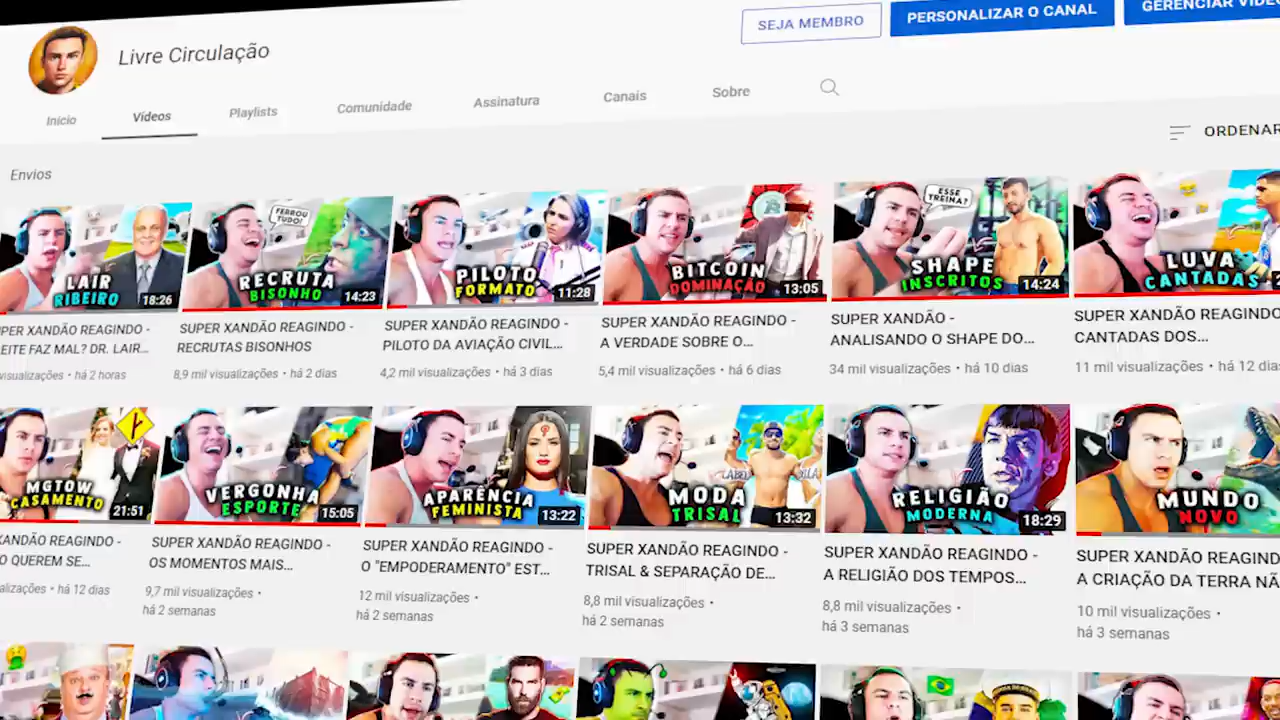 SEJA MEMBRO
PERSONALIZAR O CANAL
GERENCIAR VÍDEO
Livre Circulação
Início
Vídeos
Playlists
Comunidade
Assinatura
Canais
Sobre
ORDENAR
Envios
LAIR
RIBEIRO
18:26
FERROU TUDO!
RECRUTA
BISONHO
14:23
PILOTO
FORMATO
11:28
BITCOIN
DOMINAÇÃO
13:05
ESSE TREINA?
SHAPE
INSCRITOS
14:24
LUVA
CANTADAS
PER XANDÃO REAGINDO -
EITE FAZ MAL? DR. LAIR...
visualizações • há 2 horas
SUPER XANDÃO REAGINDO -
RECRUTAS BISONHOS
8,9 mil visualizações • há 2 dias
SUPER XANDÃO REAGINDO -
PILOTO DA AVIAÇÃO CIVIL...
4,2 mil visualizações • há 3 dias
SUPER XANDÃO REAGINDO -
A VERDADE SOBRE O...
5,4 mil visualizações • há 6 dias
SUPER XANDÃO -
ANALISANDO O SHAPE DO...
34 mil visualizações • há 10 dias
SUPER XANDÃO REAGINDO
CANTADAS DOS...
11 mil visualizações • há 12 dias
MGTOW
CASAMENTO
21:51
VERGONHA
ESPORTE
15:05
APARÊNCIA
FEMINISTA
13:22
MODA
TRISAL
13:32
RELIGIÃO
MODERNA
18:29
MUNDO
NOVO
XANDÃO REAGINDO -
O QUEREM SE...
alizações • há 12 dias
SUPER XANDÃO REAGINDO -
OS MOMENTOS MAIS...
9,7 mil visualizações •
há 2 semanas
SUPER XANDÃO REAGINDO -
O "EMPODERAMENTO" EST...
12 mil visualizações •
há 2 semanas
SUPER XANDÃO REAGINDO -
TRISAL & SEPARAÇÃO DE...
8,8 mil visualizações •
há 2 semanas
SUPER XANDÃO REAGINDO -
A RELIGIÃO DOS TEMPOS...
8,8 mil visualizações •
há 3 semanas
SUPER XANDÃO REAGIND
A CRIAÇÃO DA TERRA NÃ
10 mil visualizações •
há 3 semanas